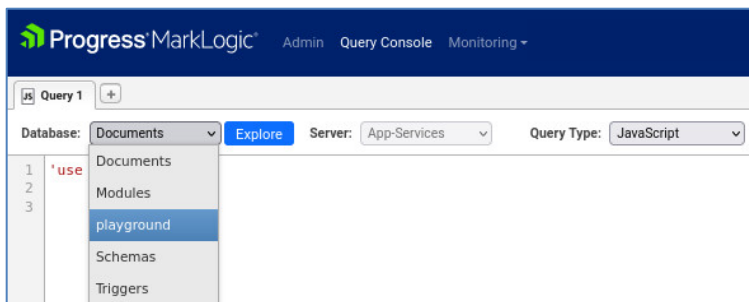 Progress® MarkLogic® Admin Query Console Monitoring
JS Query 1 +
Database: Documents Explore Server: App-Services Query Type: JavaScript
1 'use
2
3
Documents
Modules
playground
Schemas
Triggers